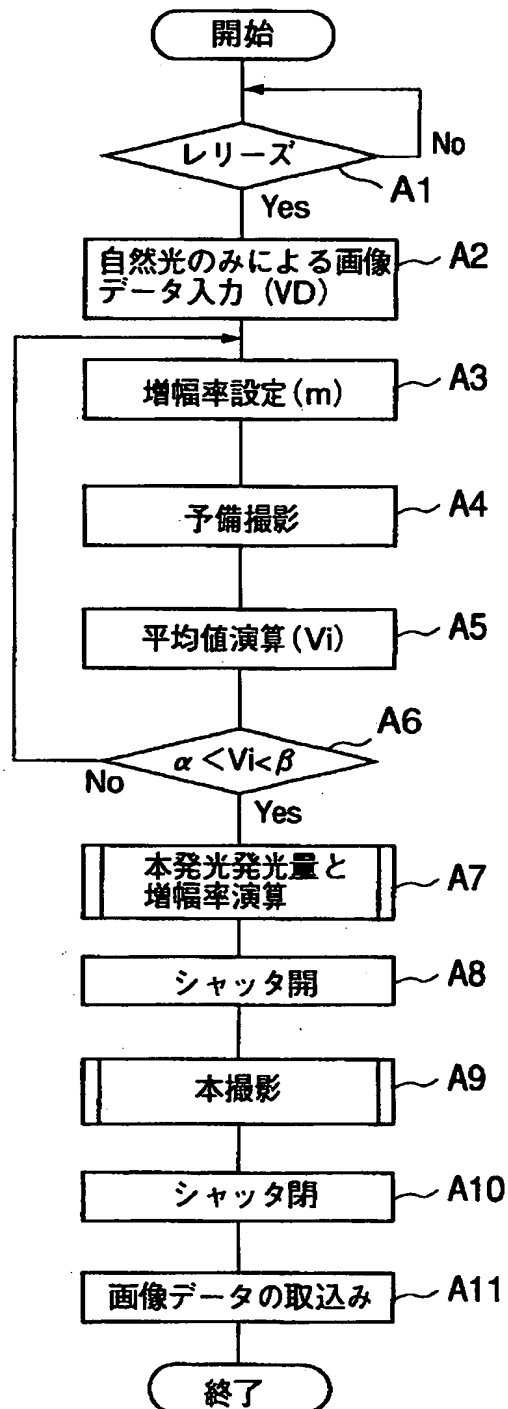 開始
レリーズ
No
A1
Yes
自然光のみによる画像
データ入力 (VD)
A2
増幅率設定(m)
A3
予備撮影
A4
平均値演算(Vi)
A5
A6
α<Vi<β
No
Yes
本発光発光量と
増幅率演算
A7
シャッタ開
A8
本撮影
A9
シャッタ閉
A10
画像データの取込み
A11
終了